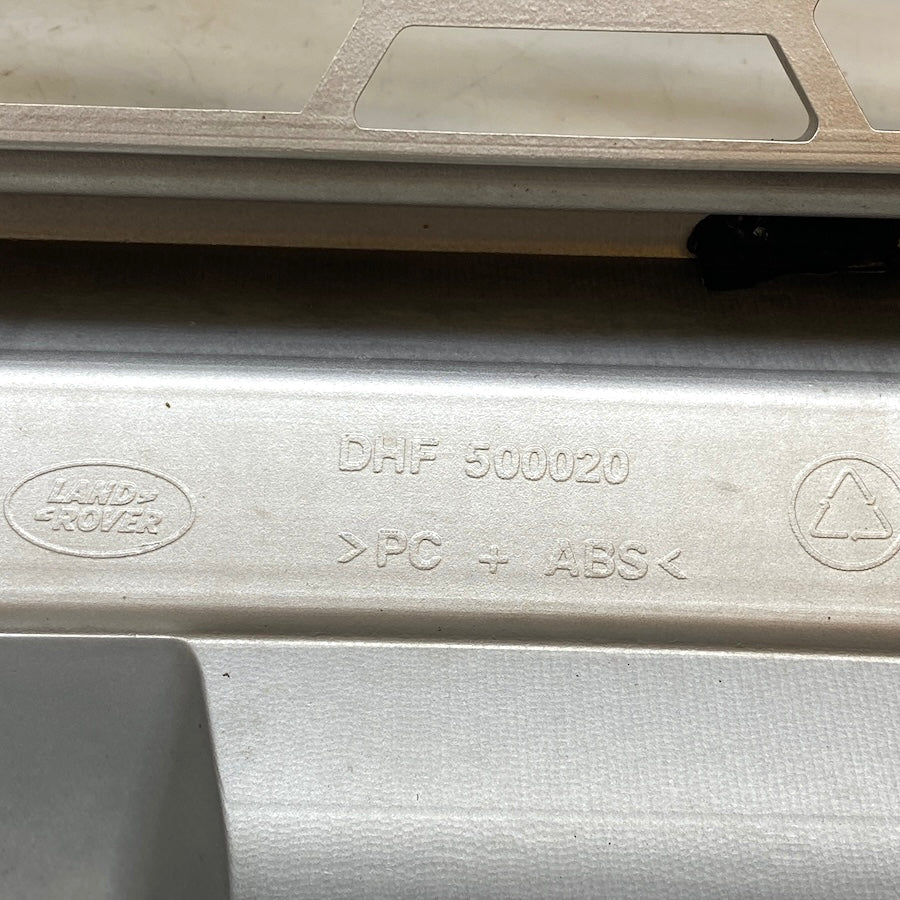 LAND>
<ROVER
DHF 500020
>PC + ABS<